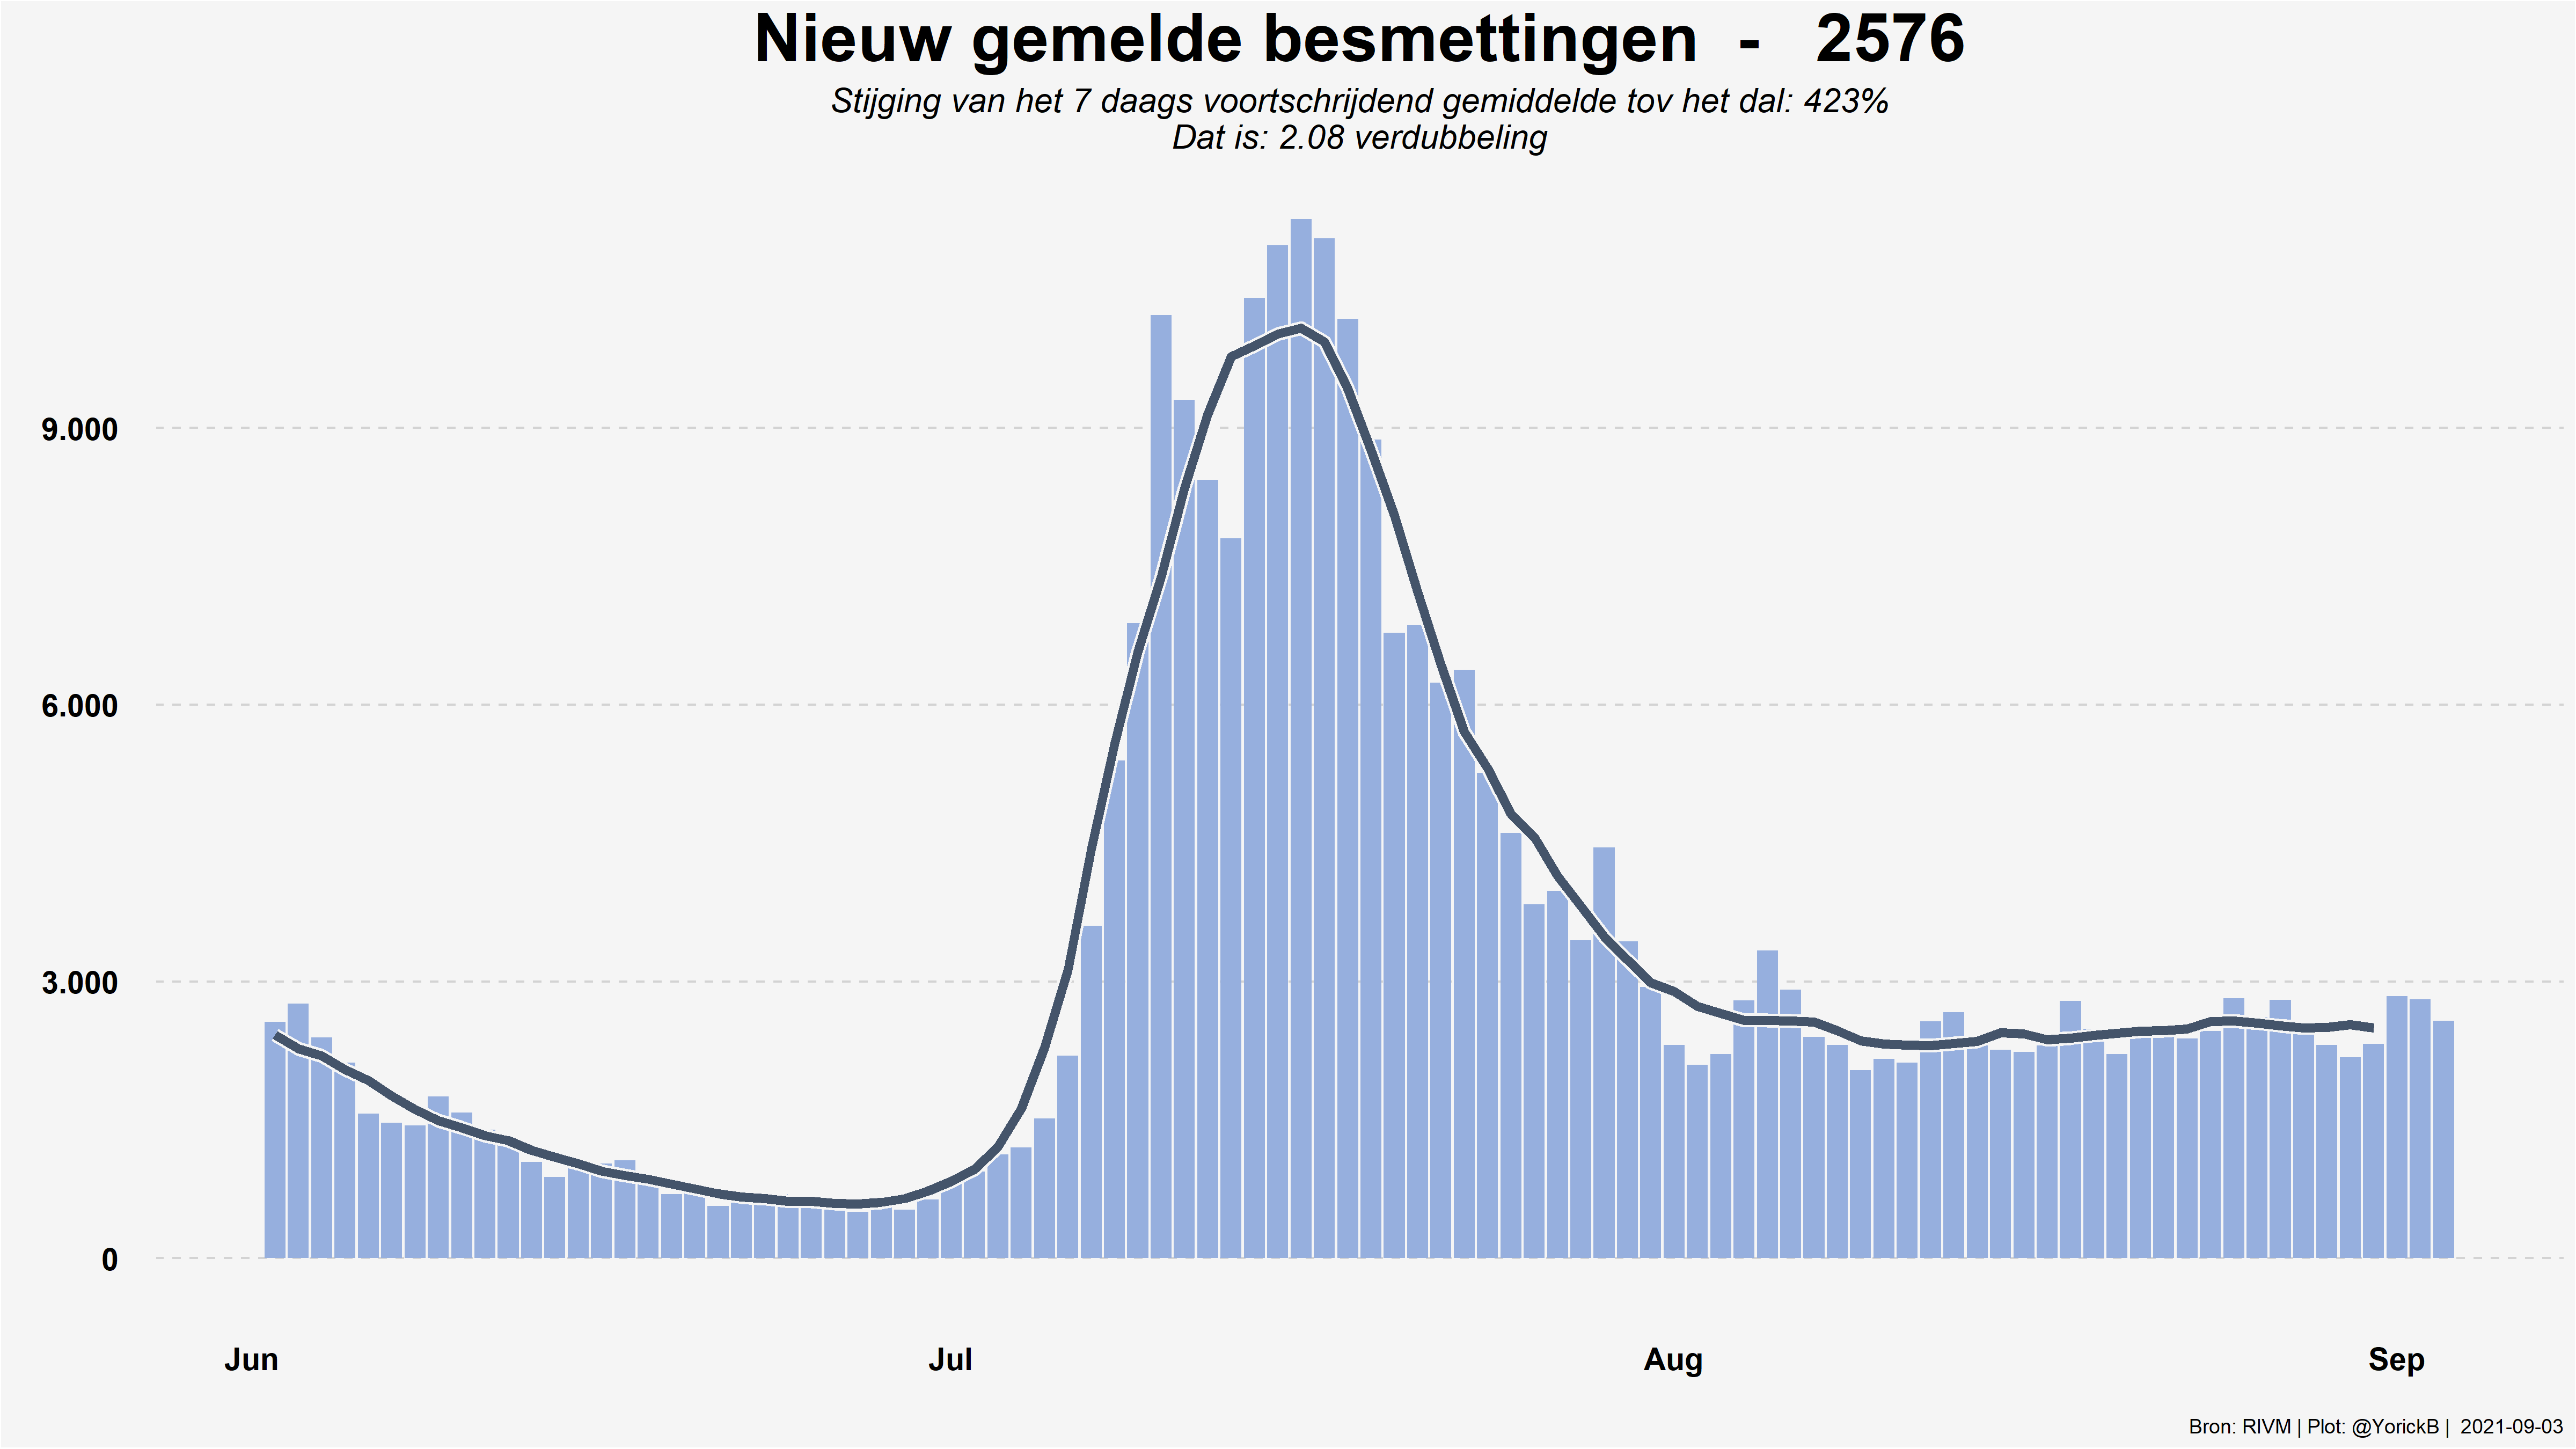 Nieuw gemelde besmettingen - 2576
Stijging van het 7 daags voortschrijdend gemiddelde tov het dal: 423%
Dat is: 2.08 verdubbeling
9.000
6.000
3.000
0
Jun Jul Aug Sep
Bron: RIVM | Plot: @YorickB | 2021-09-03